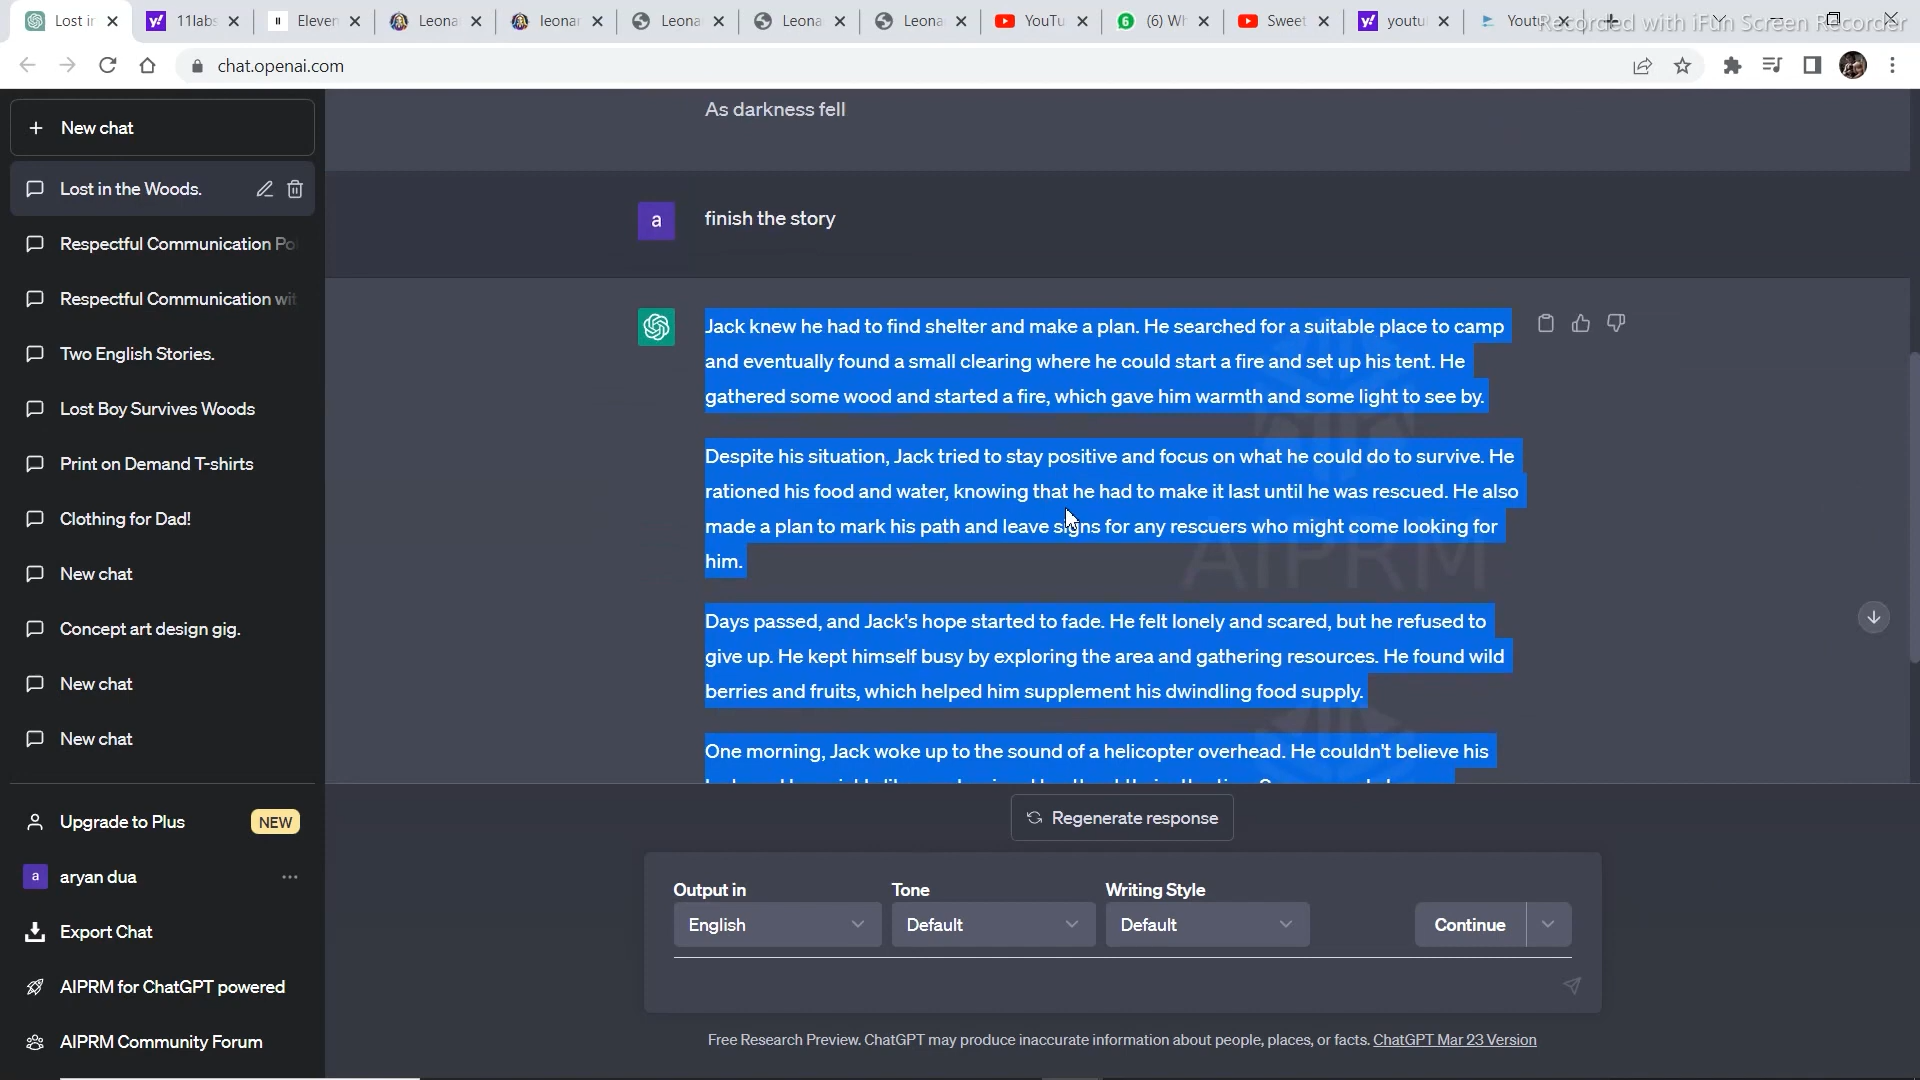 Lost in
11labs
Eleven
Leona
leonar
Leona
Leona
Leona
YouTu
(6) Wh
Sweet
youtu
Youtu
Recorded with iFun Screen Recorder
chat.openai.com
New chat
Lost in the Woods.
Respectful Communication Po
Respectful Communication wit
Two English Stories.
Lost Boy Survives Woods
Print on Demand T-shirts
Clothing for Dad!
New chat
Concept art design gig.
New chat
New chat
Upgrade to Plus
NEW
a
aryan dua
Export Chat
AIPRM for ChatGPT powered
AIPRM Community Forum
As darkness fell
a
finish the story
Jack knew he had to find shelter and make a plan. He searched for a suitable place to camp
and eventually found a small clearing where he could start a fire and set up his tent. He
gathered some wood and started a fire, which gave him warmth and some light to see by.
Despite his situation, Jack tried to stay positive and focus on what he could do to survive. He
rationed his food and water, knowing that he had to make it last until he was rescued. He also
made a plan to mark his path and leave signs for any rescuers who might come looking for
him.
AIPRM
Days passed, and Jack's hope started to fade. He felt lonely and scared, but he refused to
give up. He kept himself busy by exploring the area and gathering resources. He found wild
berries and fruits, which helped him supplement his dwindling food supply.
One morning, Jack woke up to the sound of a helicopter overhead. He couldn't believe his
Regenerate response
Output in
Tone
Writing Style
English
Default
Default
Continue
Free Research Preview. ChatGPT may produce inaccurate information about people, places, or facts. ChatGPT Mar 23 Version